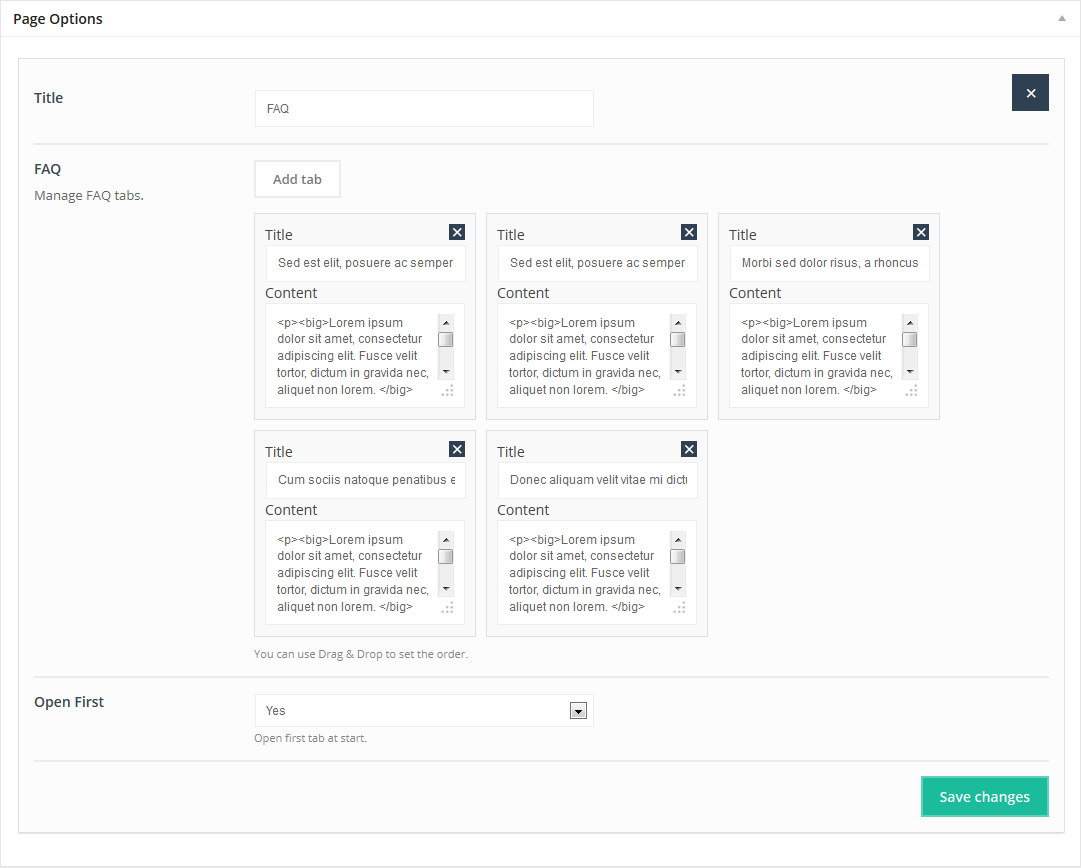 Page Options
Title
FAQ
FAQ
Manage FAQ tabs.
Add tab
Title
Sed est elit, posuere ac semper
Content
<p><big>Lorem ipsum
dolor sit amet, consectetur
adipiscing elit. Fusce velit
tortor, dictum in gravida nec,
aliquet non lorem. </big>
Title
Sed est elit, posuere ac semper
Content
<p><big>Lorem ipsum
dolor sit amet, consectetur
adipiscing elit. Fusce velit
tortor, dictum in gravida nec,
aliquet non lorem. </big>
Title
Morbi sed dolor risus, a rhoncus
Content
<p><big>Lorem ipsum
dolor sit amet, consectetur
adipiscing elit. Fusce velit
tortor, dictum in gravida nec,
aliquet non lorem. </big>
Title
Cum sociis natoque penatibus e
Content
<p><big>Lorem ipsum
dolor sit amet, consectetur
adipiscing elit. Fusce velit
tortor, dictum in gravida nec,
aliquet non lorem. </big>
Title
Donec aliquam velit vitae mi dictu
Content
<p><big>Lorem ipsum
dolor sit amet, consectetur
adipiscing elit. Fusce velit
tortor, dictum in gravida nec,
aliquet non lorem. </big>
You can use Drag & Drop to set the order.
Open First
Yes
Open first tab at start.
Save changes